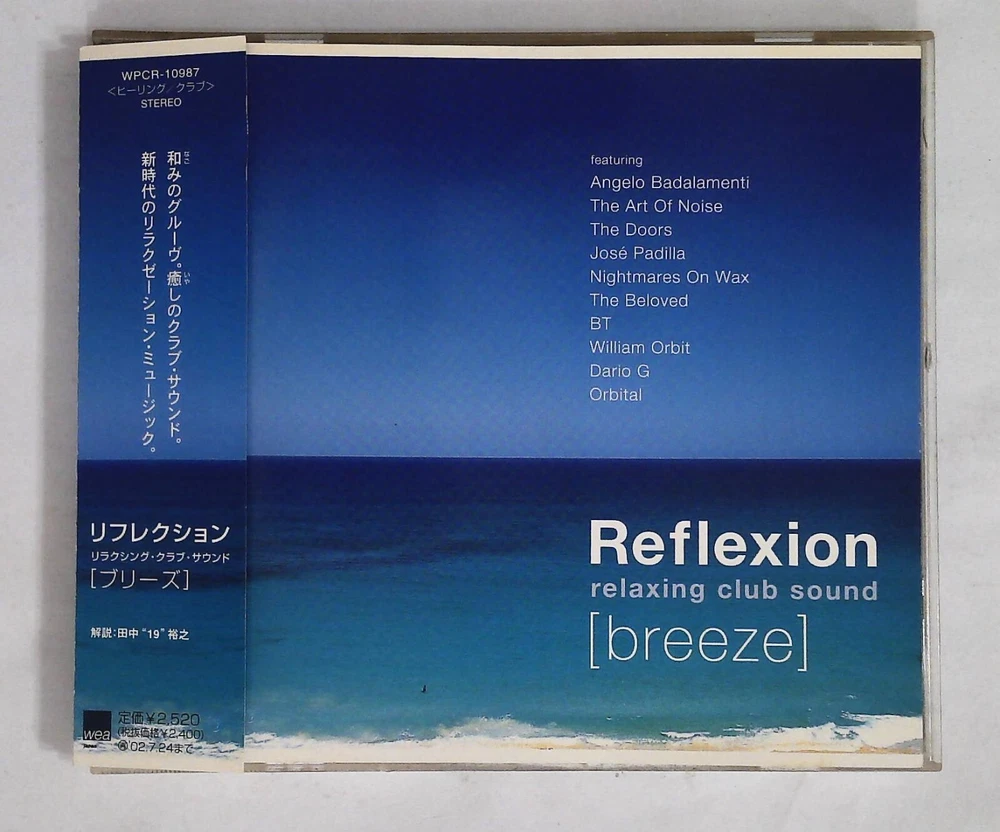 WPCR-10987
<ヒーリング/クラブ>
STEREO
和みのグルーヴ。癒しのクラブ・サウンド。
なご
いや
新時代のリラクゼーション・ミュージック。
リフレクション
リラクシング・クラブ・サウンド
[ブリーズ]
解説:田中“19”裕之
wea
定価¥2,520
(税抜価格¥2,400)
'02.7.24まで
featuring
Angelo Badalamenti
The Art Of Noise
The Doors
José Padilla
Nightmares On Wax
The Beloved
BT
William Orbit
Dario G
Orbital
Reflexion
relaxing club sound
[breeze]